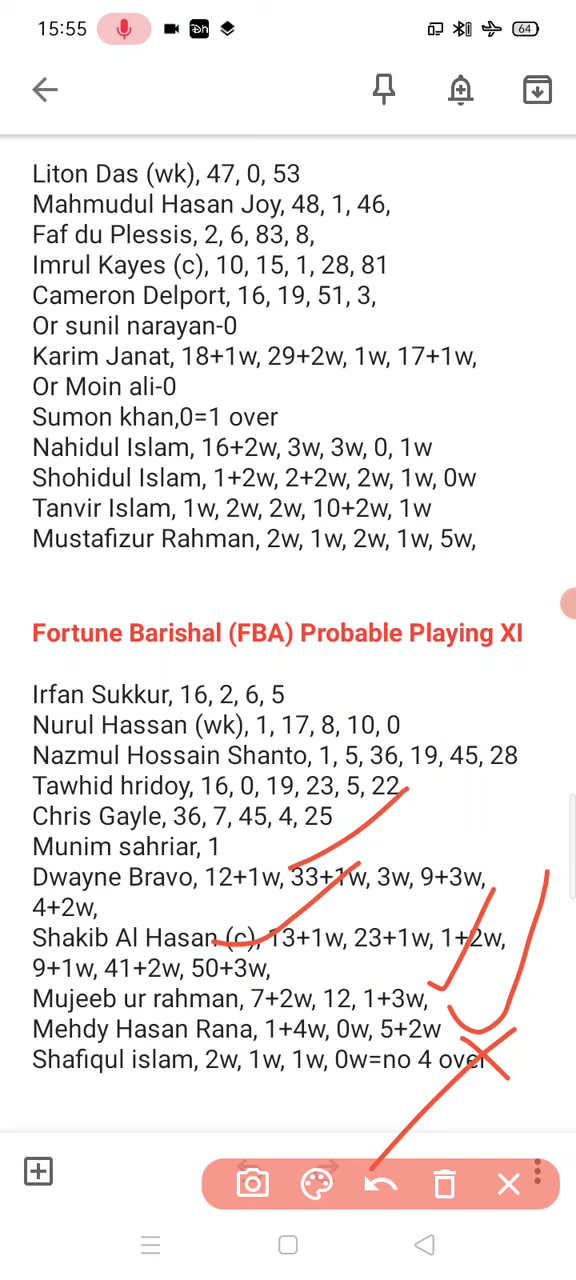 15:55
64
Liton Das (wk), 47, 0, 53
Mahmudul Hasan Joy, 48, 1, 46,
Faf du Plessis, 2, 6, 83, 8,
Imrul Kayes (c), 10, 15, 1, 28, 81
Cameron Delport, 16, 19, 51, 3,
Or sunil narayan-0
Karim Janat, 18+1w, 29+2w, 1w, 17+1w,
Or Moin ali-0
Sumon khan,0=1 over
Nahidul Islam, 16+2w, 3w, 3w, 0, 1w
Shohidul Islam, 1+2w, 2+2w, 2w, 1w, 0w
Tanvir Islam, 1w, 2w, 2w, 10+2w, 1w
Mustafizur Rahman, 2w, 1w, 2w, 1w, 5w,
Fortune Barishal (FBA) Probable Playing XI
Irfan Sukkur, 16, 2, 6, 5
Nurul Hassan (wk), 1, 17, 8, 10, 0
Nazmul Hossain Shanto, 1, 5, 36, 19, 45, 28
Tawhid hridoy, 16, 0, 19, 23, 5, 22
Chris Gayle, 36, 7, 45, 4, 25
Munim sahriar, 1
Dwayne Bravo, 12+1w, 33+1w, 3w, 9+3w,
4+2w,
Shakib Al Hasan (c), 13+1w, 23+1w, 1+2w,
9+1w, 41+2w, 50+3w,
Mujeeb ur rahman, 7+2w, 12, 1+3w,
Mehdy Hasan Rana, 1+4w, 0w, 5+2w
Shafiqul islam, 2w, 1w, 1w, 0w=no 4 over